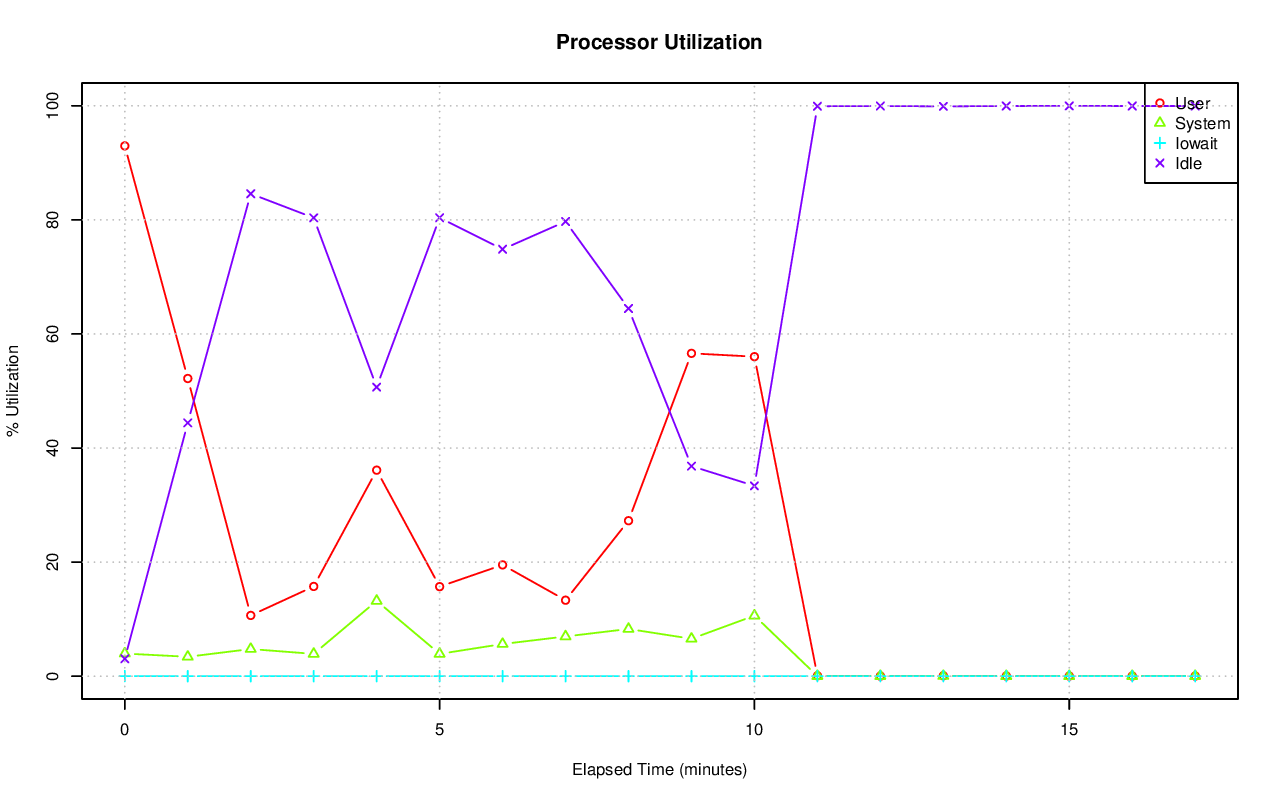 Processor Utilization
100
80
60
40
20
0
% Utilization
User
System
Iowait
Idle
0 5 10 15
Elapsed Time (minutes)